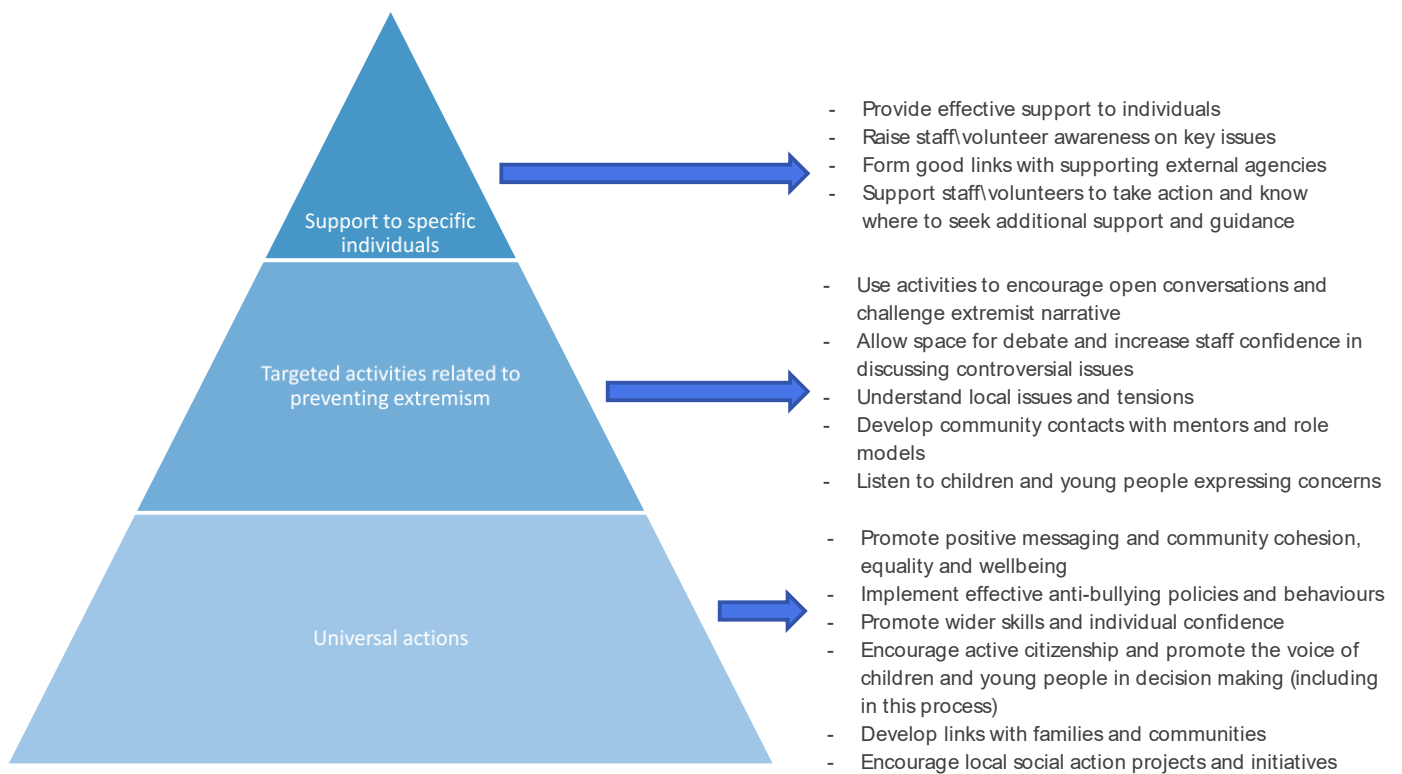 Support to specific
individuals
- Provide effective support to individuals
- Raise staff\volunteer awareness on key issues
- Form good links with supporting external agencies
- Support staff\volunteers to take action and know
where to seek additional support and guidance
Targeted activities related to
preventing extremism
- Use activities to encourage open conversations and
challenge extremist narrative
- Allow space for debate and increase staff confidence in
discussing controversial issues
- Understand local issues and tensions
- Develop community contacts with mentors and role
models
- Listen to children and young people expressing concerns
Universal actions
- Promote positive messaging and community cohesion,
equality and wellbeing
- Implement effective anti-bullying policies and behaviours
- Promote wider skills and individual confidence
- Encourage active citizenship and promote the voice of
children and young people in decision making (including
in this process)
- Develop links with families and communities
- Encourage local social action projects and initiatives